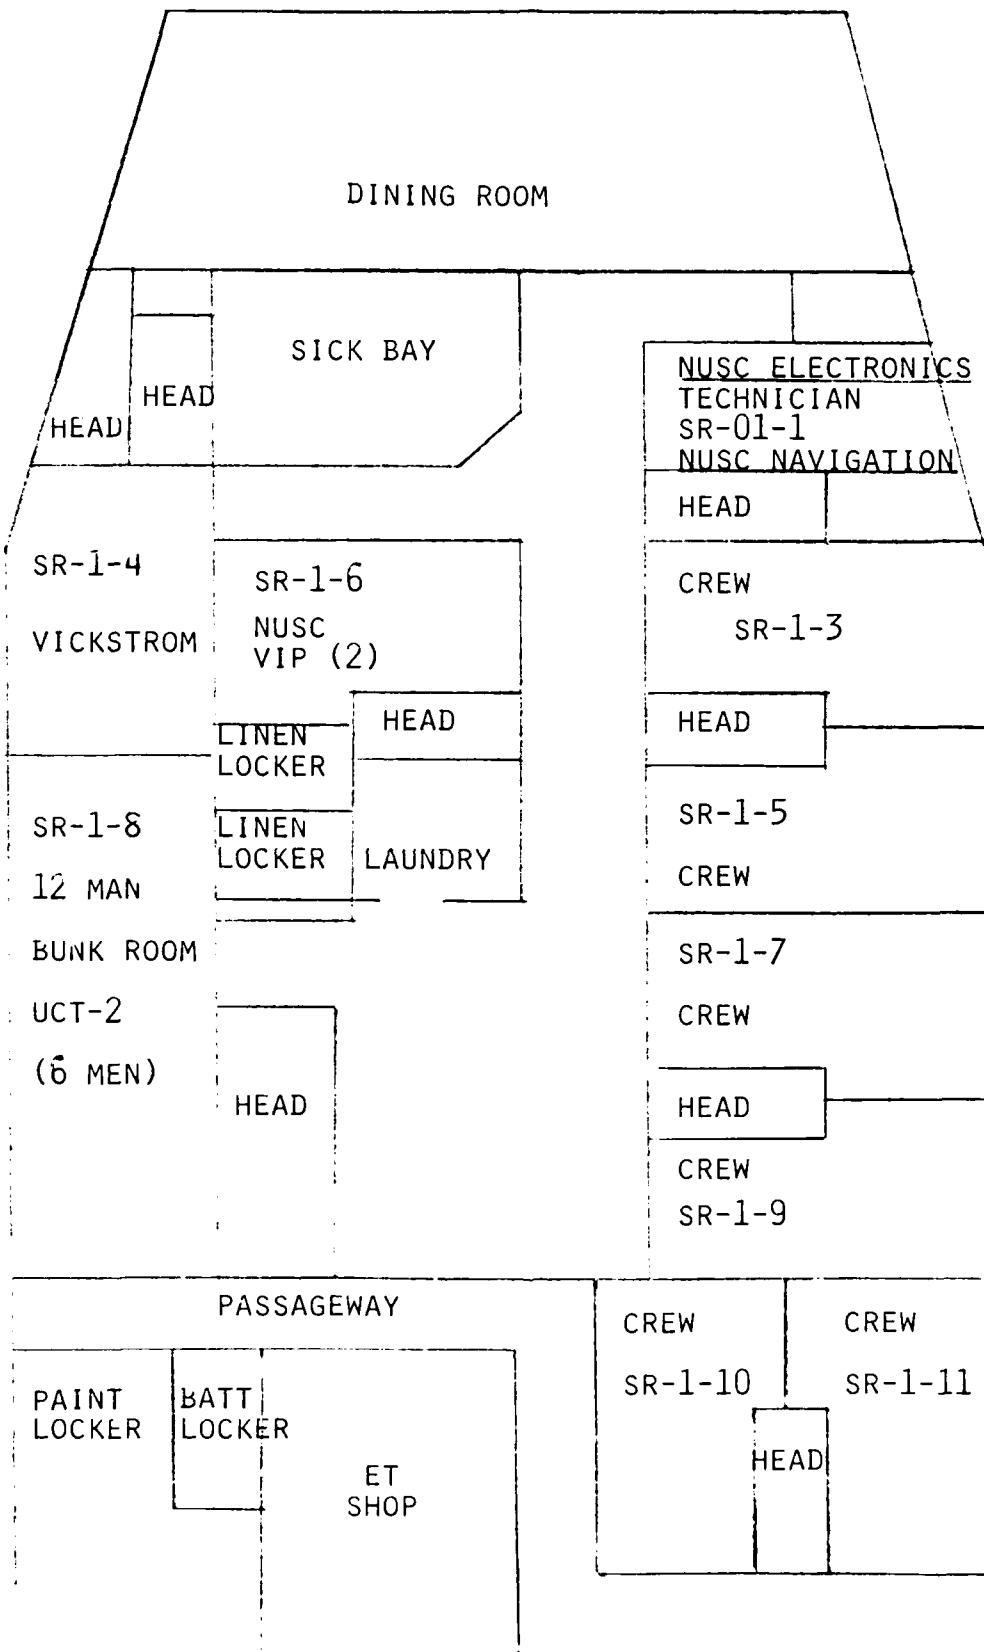 DINING ROOM
SICK BAY
HEAD
HEAD
NUSC ELECTRONICS
TECHNICIAN
SR-01-1
NUSC NAVIGATION
HEAD
SR-1-4
VICKSTROM
SR-1-6
NUSC
VIP (2)
CREW
SR-1-3
HEAD
HEAD
LINEN
LOCKER
LINEN
LOCKER
LAUNDRY
SR-1-8
12 MAN
BUNK ROOM
UCT-2
(6 MEN)
SR-1-5
CREW
SR-1-7
CREW
HEAD
HEAD
CREW
SR-1-9
PASSAGEWAY
CREW
SR-1-10
CREW
SR-1-11
PAINT
LOCKER
BATT
LOCKER
ET
SHOP
HEAD